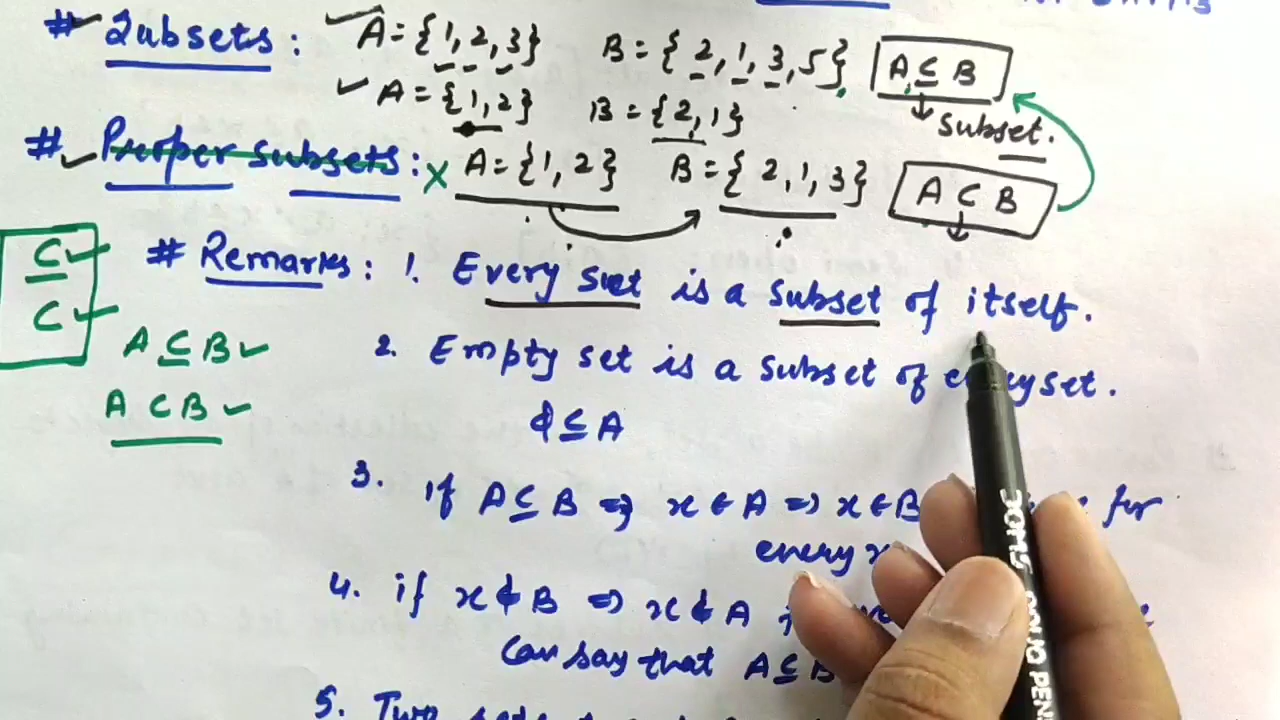 # Subsets : A = {1, 2, 3} B = { 2, 1, 3, 5} A ⊆ B
A = {1, 2} B = {2, 1} Subset.
# Proper subsets : x A = {1, 2} B = { 2, 1, 3} A ⊂ B
⊆
⊂
A ⊆ B
A ⊂ B
# Remarks : 1. Every set is a subset of itself.
2. Empty set is a subset of set.
ϕ ⊆ A
3. if A ⊆ B ⇒ x ∈ A ⇒ x ∈ B for
every x
4. if x ∉ B ⇒ x ∉ A
Can say that A ⊆ B
5. Two